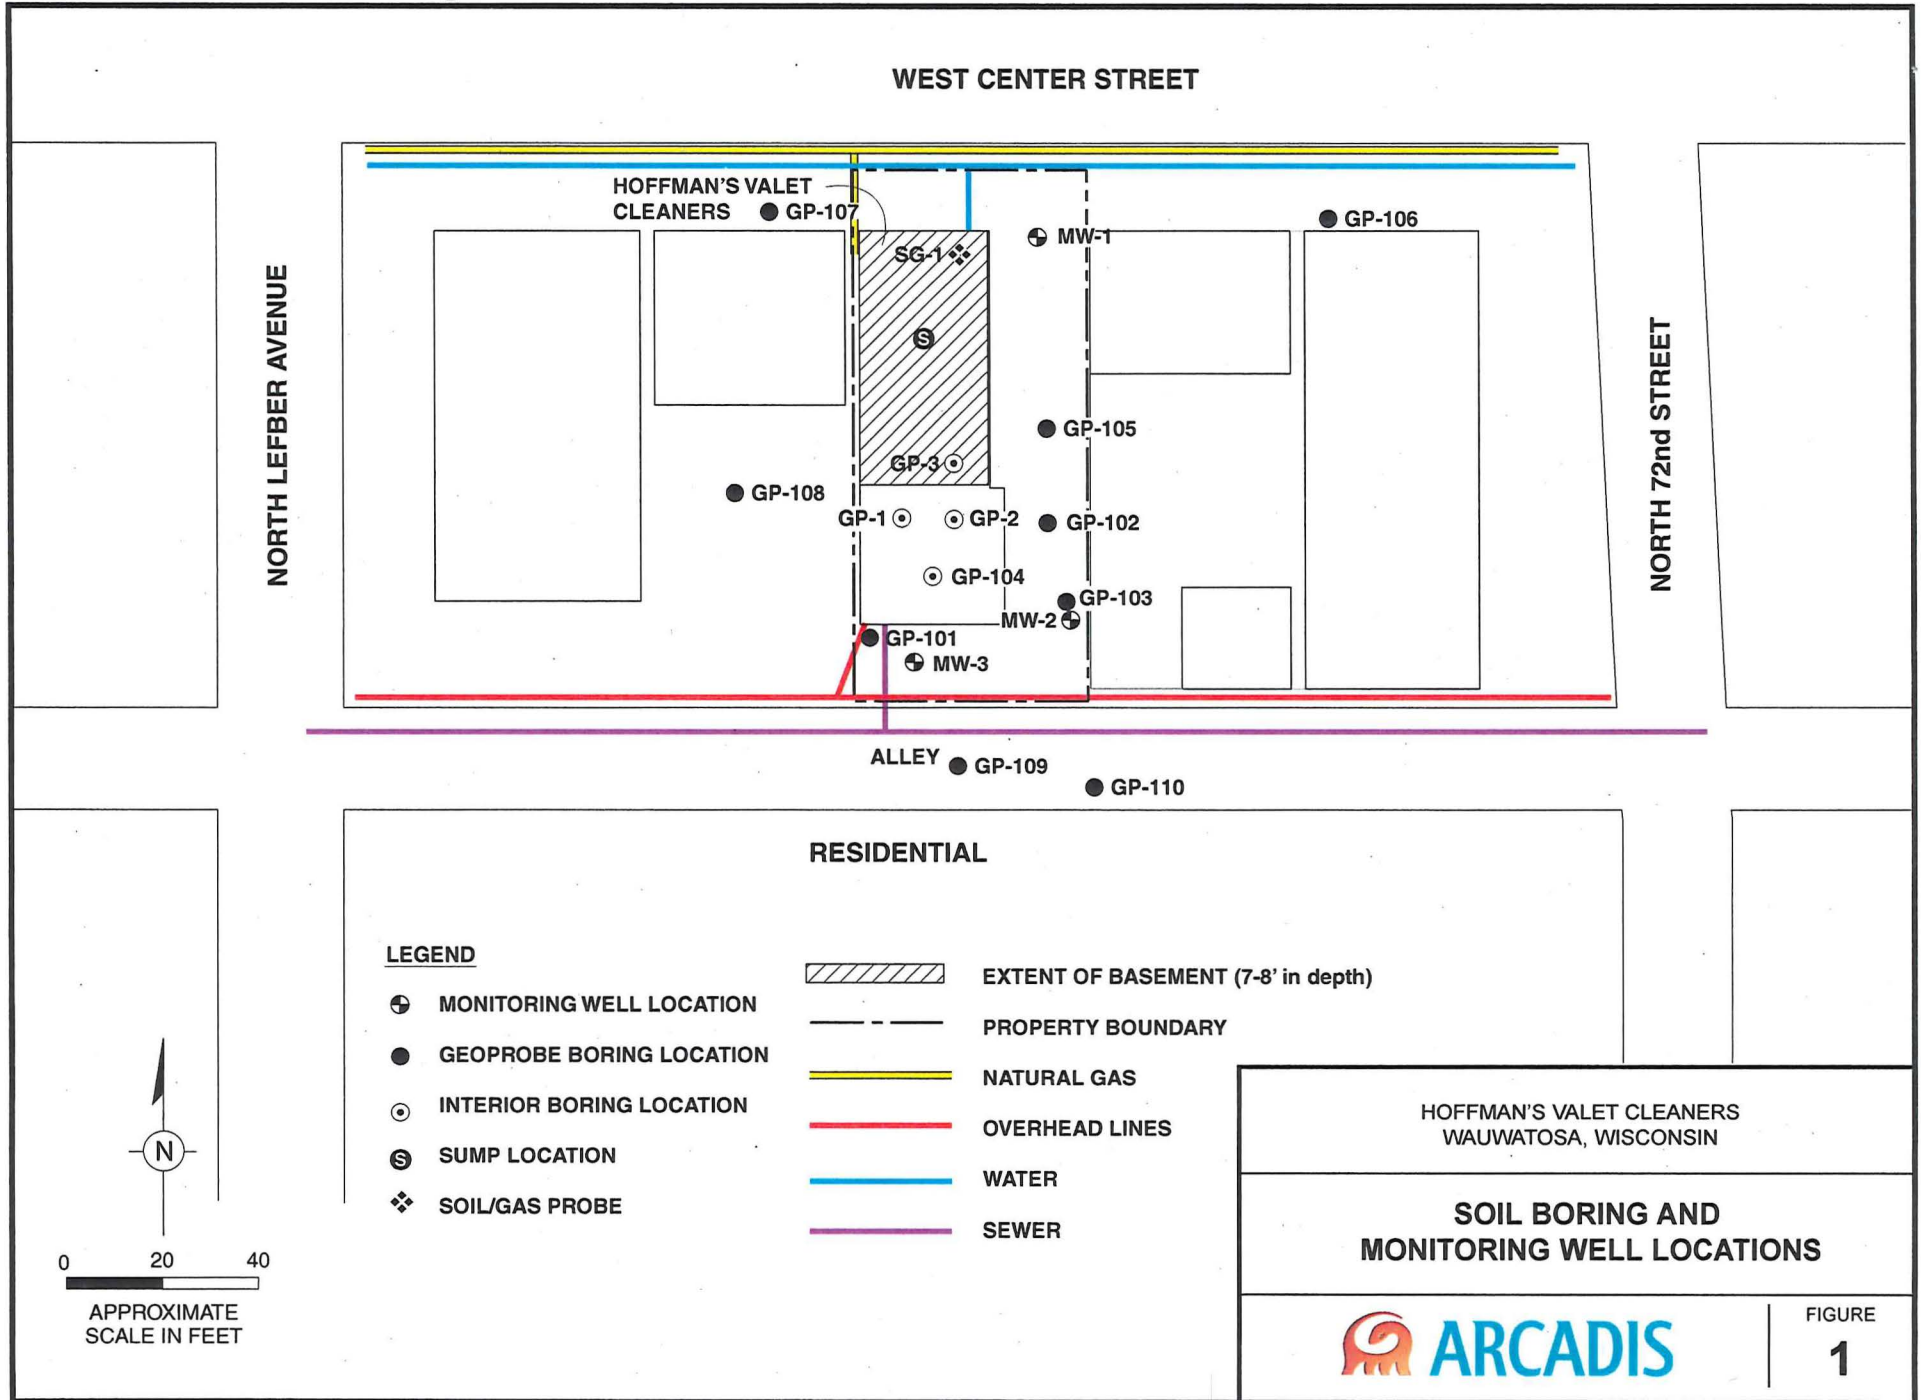 WEST CENTER STREET
HOFFMAN'S VALET
CLEANERS
GP-107
GP-106
MW-1
SG-1
S
NORTH LEFBER AVENUE
NORTH 72nd STREET
GP-105
GP-3
GP-108
GP-1
GP-2
GP-102
GP-104
GP-103
MW-2
GP-101
MW-3
ALLEY
GP-109
GP-110
RESIDENTIAL
LEGEND
MONITORING WELL LOCATION
GEOPROBE BORING LOCATION
INTERIOR BORING LOCATION
S SUMP LOCATION
SOIL/GAS PROBE
EXTENT OF BASEMENT (7-8' in depth)
PROPERTY BOUNDARY
NATURAL GAS
OVERHEAD LINES
WATER
SEWER
N
0 20 40
APPROXIMATE
SCALE IN FEET
HOFFMAN'S VALET CLEANERS
WAUWATOSA, WISCONSIN
SOIL BORING AND
MONITORING WELL LOCATIONS
ARCADIS
FIGURE
1